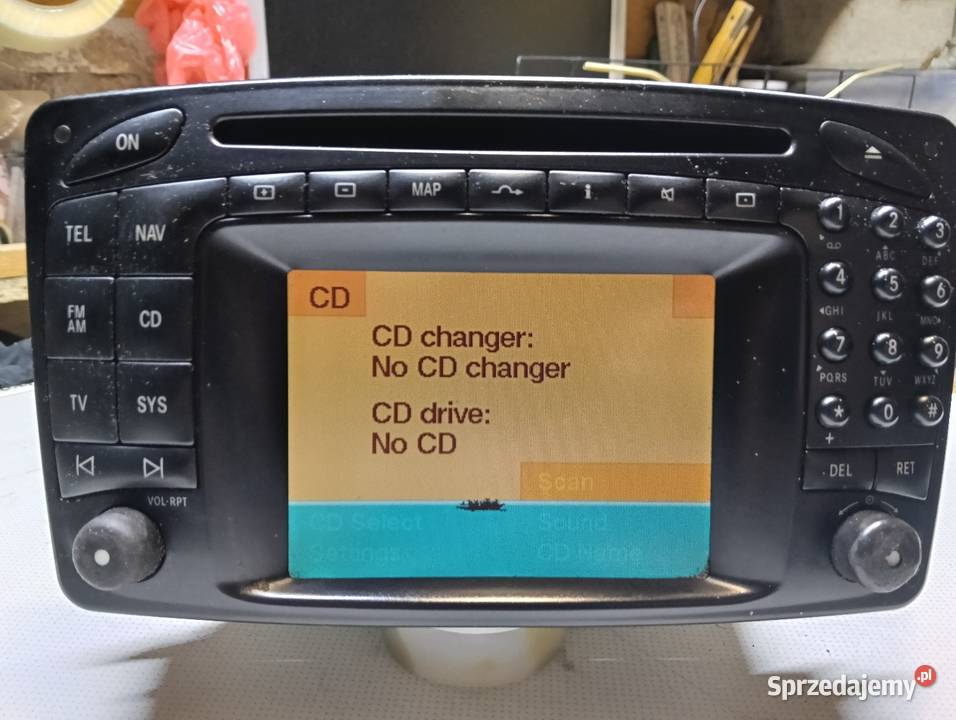 ON
MAP
i
TEL
NAV
FM
AM
CD
TV
SYS
VOL·RPT
CD
CD changer:
No CD changer
CD drive:
No CD
Scan
CD Select
Sound
Settings
CD Name
1
2
3
ABC
DEF
4
5
6
GHI
JKL
MNO
7
8
9
PQRS
TUV
WXYZ
*
0
#
+
DEL
RET
Sprzedajemy.pl